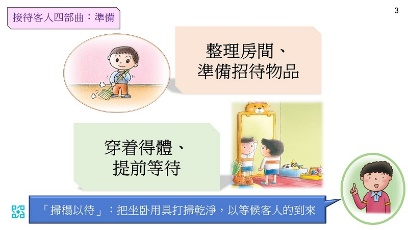 接待客人四部曲：準備
3
整理房間、
準備招待物品
穿着得體、
提前等待
「掃榻以待」：把坐卧用具打掃乾淨，以等候客人的到來